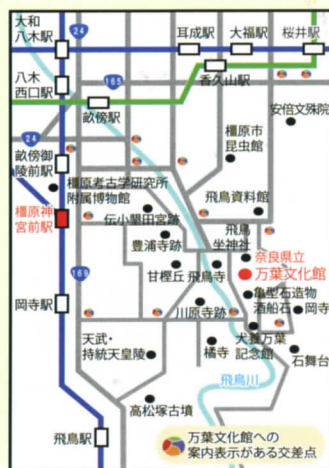 大和
八木駅
24
耳成駅
大福駅
桜井駅
八木
西口駅
165
香久山駅
畝傍駅
安倍文殊院
24
橿原市
昆虫館
畝傍御
陵前駅
橿原考古学研究所
附属博物館
飛鳥資料館
橿原神
宮前駅
伝小墾田宮跡
飛鳥
坐神社
豊浦寺跡
奈良県立
万葉文化館
169
甘樫丘
飛鳥寺
亀型石造物
酒船石
岡寺
岡寺駅
川原寺跡
犬養万葉
記念館
天武・
持統天皇陵
橘寺
石舞台
飛鳥川
高松塚古墳
飛鳥駅
万葉文化館への
案内表示がある交差点